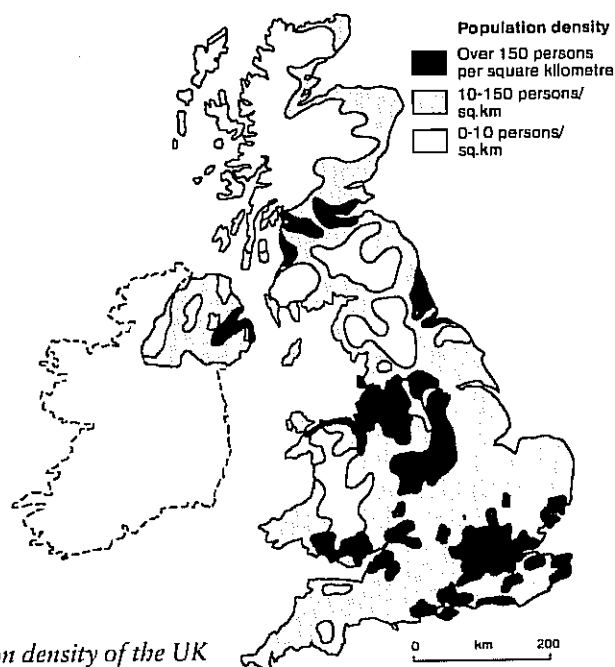 Population density
Over 150 persons
per square kilometre
10-150 persons/
sq.km
0-10 persons/
sq.km
0 km 200
density of the UK